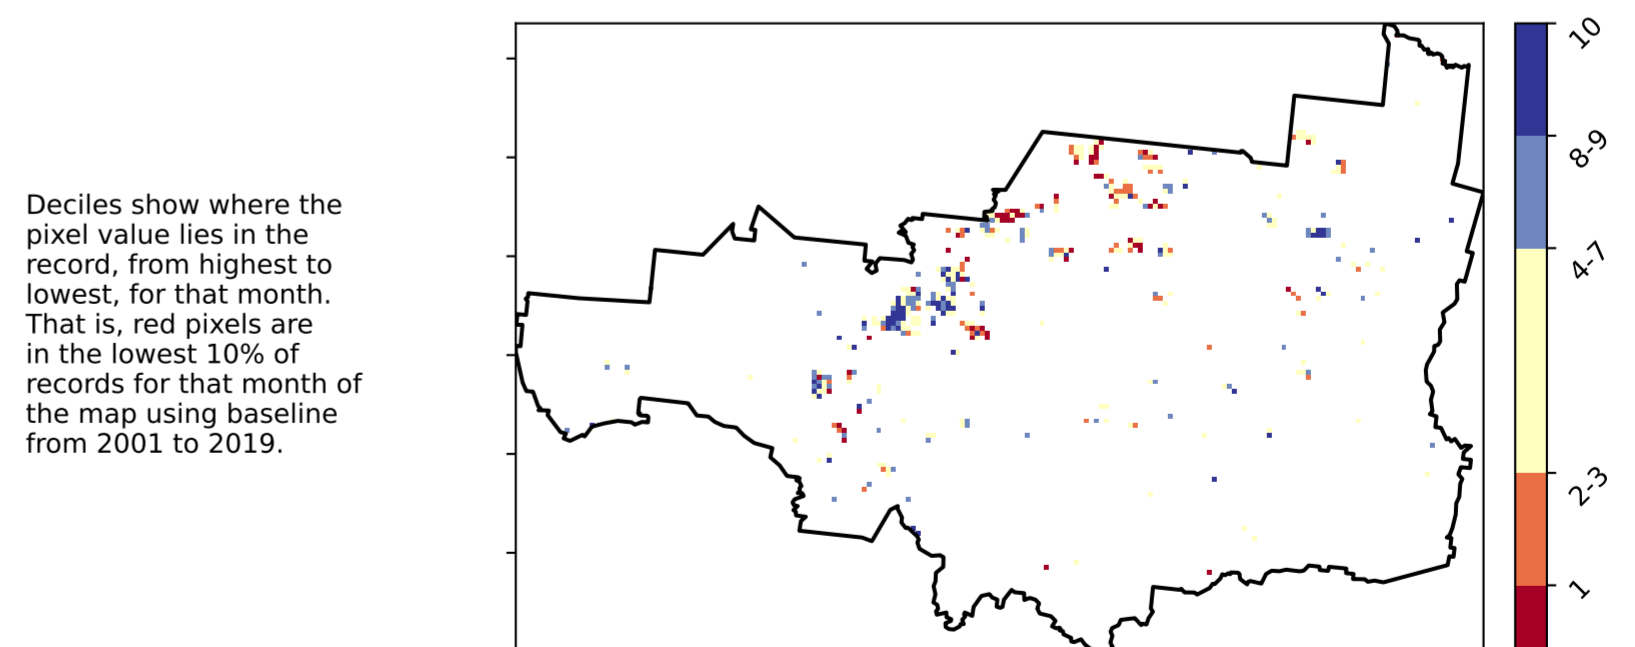 Deciles show where the
pixel value lies in the
record, from highest to
lowest, for that month.
That is, red pixels are
in the lowest 10% of
records for that month of
the map using baseline
from 2001 to 2019.
10
8-9
4-7
2-3
1